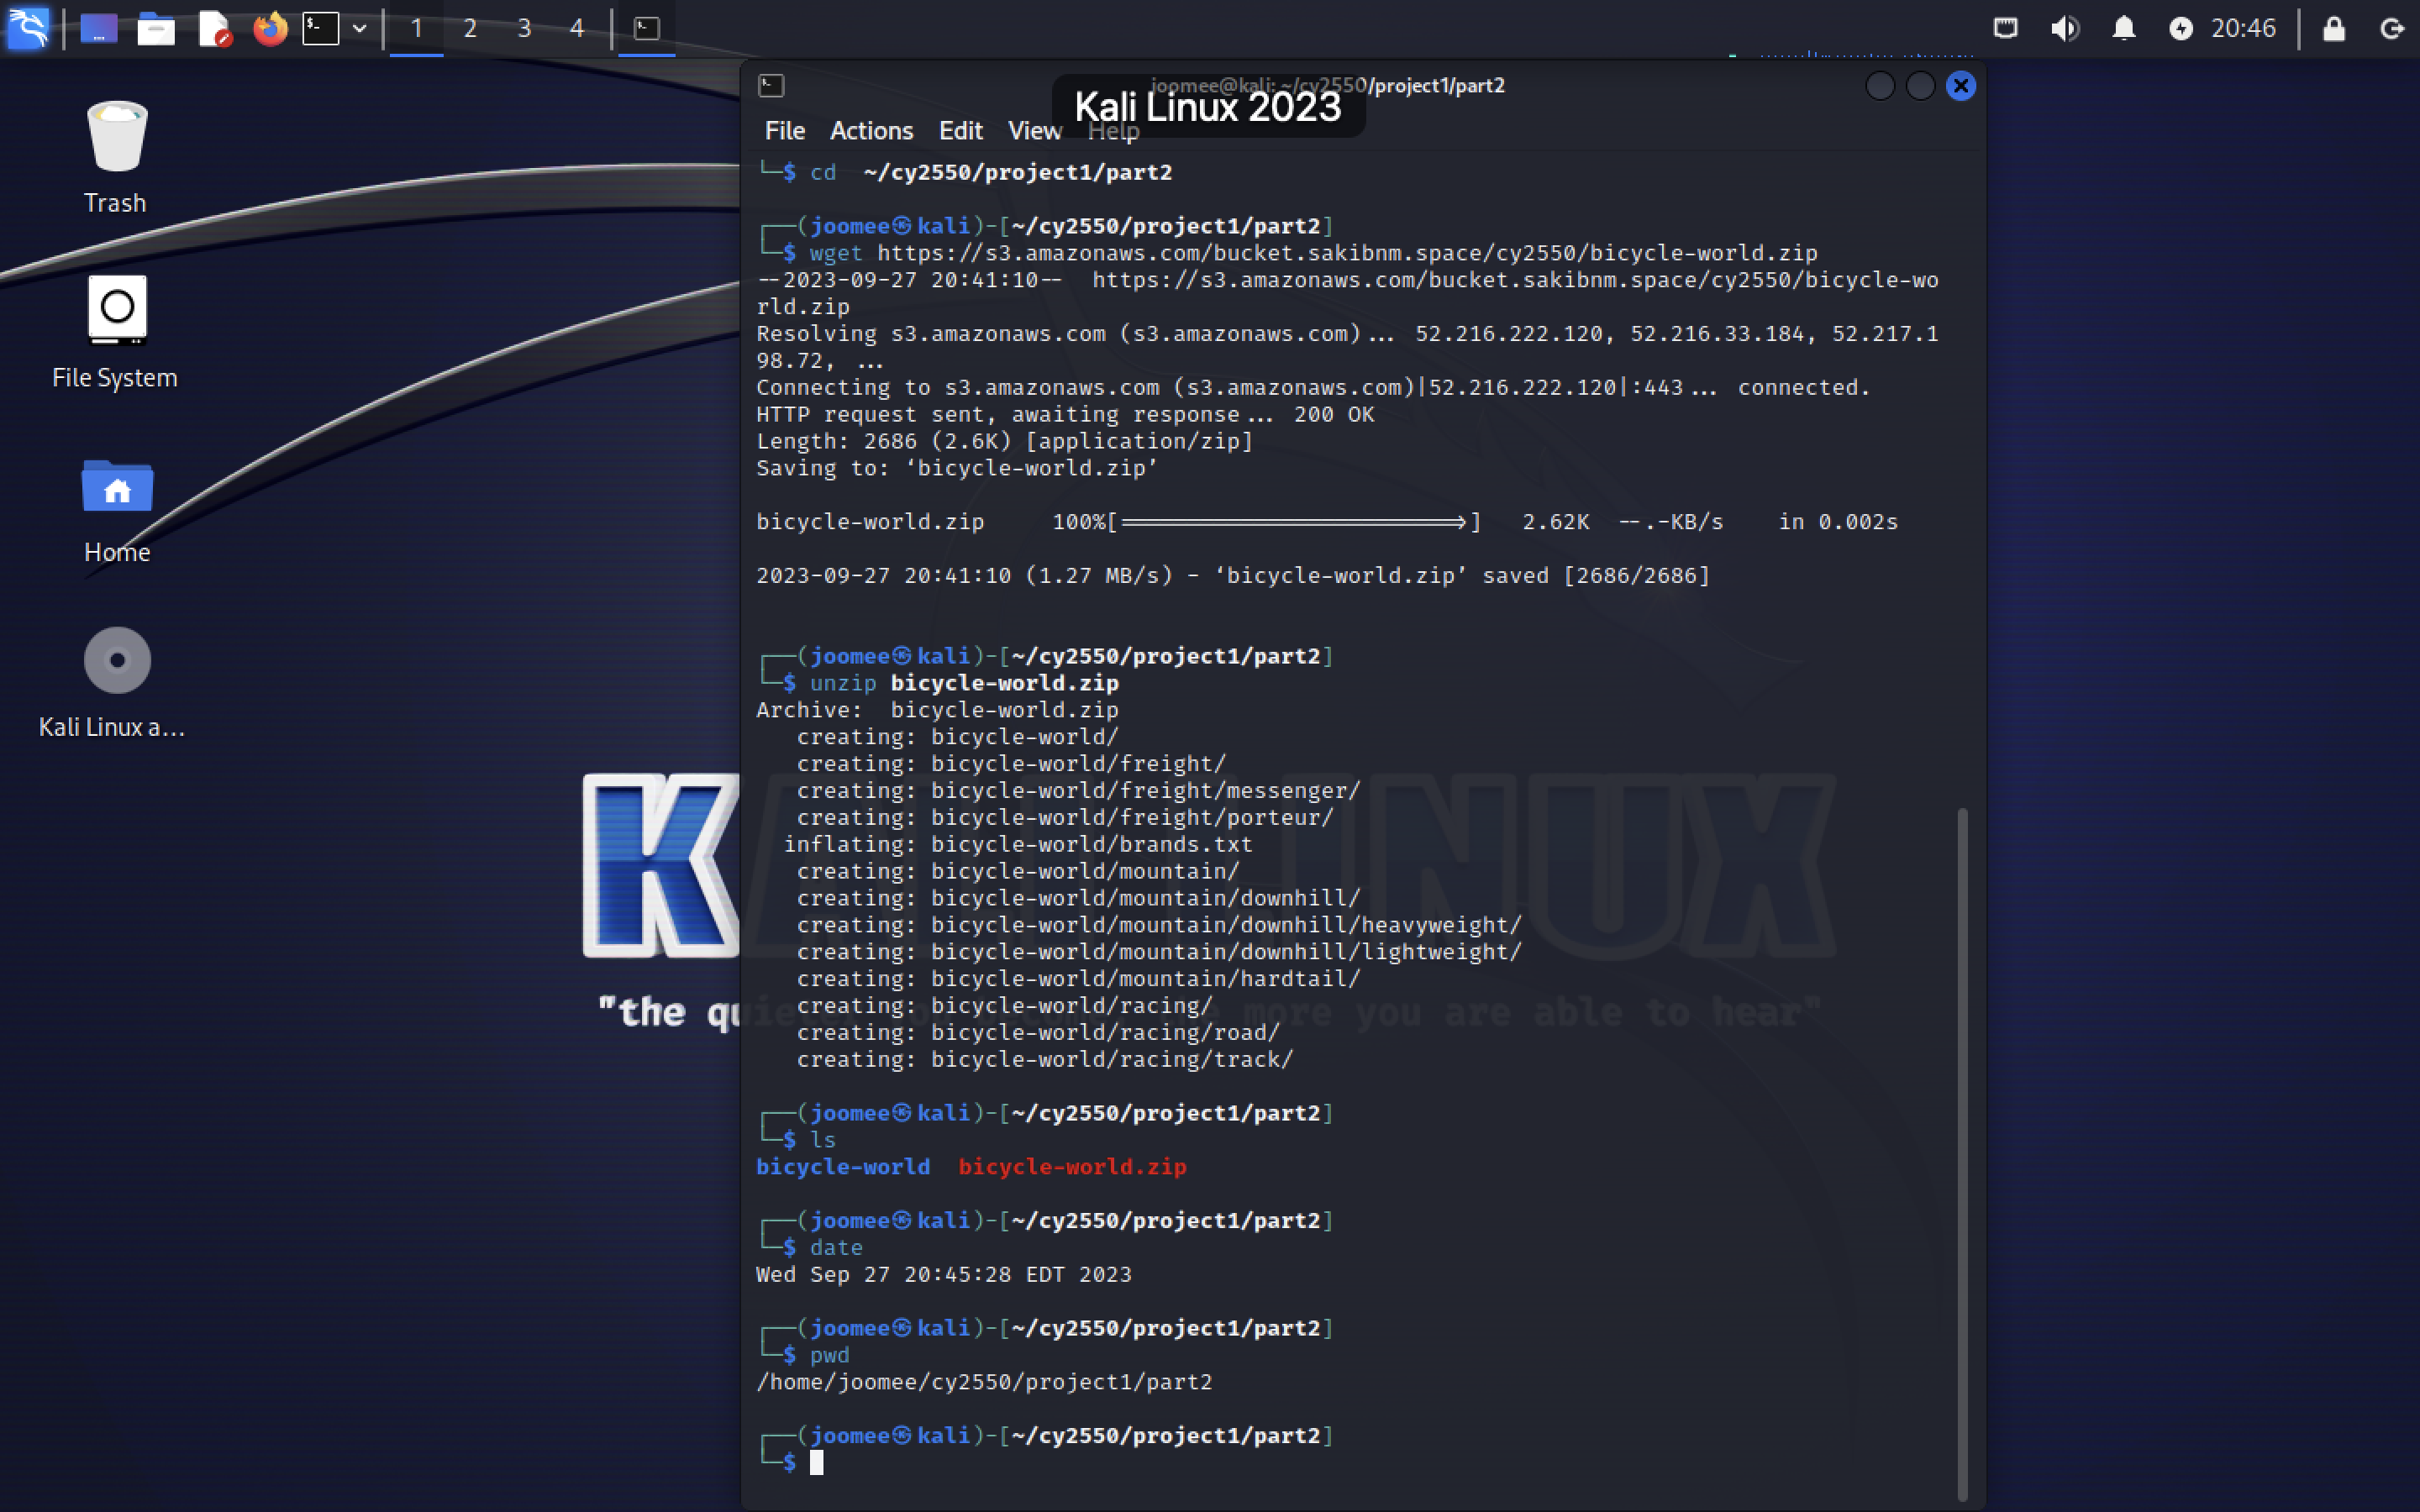 1 2 3 4
20:46
joomee@kali: ~/cy2550/project1/part2
Kali Linux 2023
File Actions Edit View Help
Trash
File System
Home
Kali Linux a...
└─$ cd  ~/cy2550/project1/part2
┌──(joomee㉿kali)-[~/cy2550/project1/part2]
└─$ wget https://s3.amazonaws.com/bucket.sakibnm.space/cy2550/bicycle-world.zip
--2023-09-27 20:41:10--  https://s3.amazonaws.com/bucket.sakibnm.space/cy2550/bicycle-wo
rld.zip
Resolving s3.amazonaws.com (s3.amazonaws.com)... 52.216.222.120, 52.216.33.184, 52.217.1
98.72, ...
Connecting to s3.amazonaws.com (s3.amazonaws.com)|52.216.222.120|:443... connected.
HTTP request sent, awaiting response... 200 OK
Length: 2686 (2.6K) [application/zip]
Saving to: ‘bicycle-world.zip’
bicycle-world.zip     100%[=========================>]   2.62K  --.-KB/s    in 0.002s
2023-09-27 20:41:10 (1.27 MB/s) - ‘bicycle-world.zip’ saved [2686/2686]
┌──(joomee㉿kali)-[~/cy2550/project1/part2]
└─$ unzip bicycle-world.zip
Archive:  bicycle-world.zip
   creating: bicycle-world/
   creating: bicycle-world/freight/
   creating: bicycle-world/freight/messenger/
   creating: bicycle-world/freight/porteur/
  inflating: bicycle-world/brands.txt
   creating: bicycle-world/mountain/
   creating: bicycle-world/mountain/downhill/
   creating: bicycle-world/mountain/downhill/heavyweight/
   creating: bicycle-world/mountain/downhill/lightweight/
   creating: bicycle-world/mountain/hardtail/
   creating: bicycle-world/racing/
   creating: bicycle-world/racing/road/
   creating: bicycle-world/racing/track/
┌──(joomee㉿kali)-[~/cy2550/project1/part2]
└─$ ls
bicycle-world  bicycle-world.zip
┌──(joomee㉿kali)-[~/cy2550/project1/part2]
└─$ date
Wed Sep 27 20:45:28 EDT 2023
┌──(joomee㉿kali)-[~/cy2550/project1/part2]
└─$ pwd
/home/joomee/cy2550/project1/part2
┌──(joomee㉿kali)-[~/cy2550/project1/part2]
└─$
KALI LINUX
"the quieter more you are able to hear"